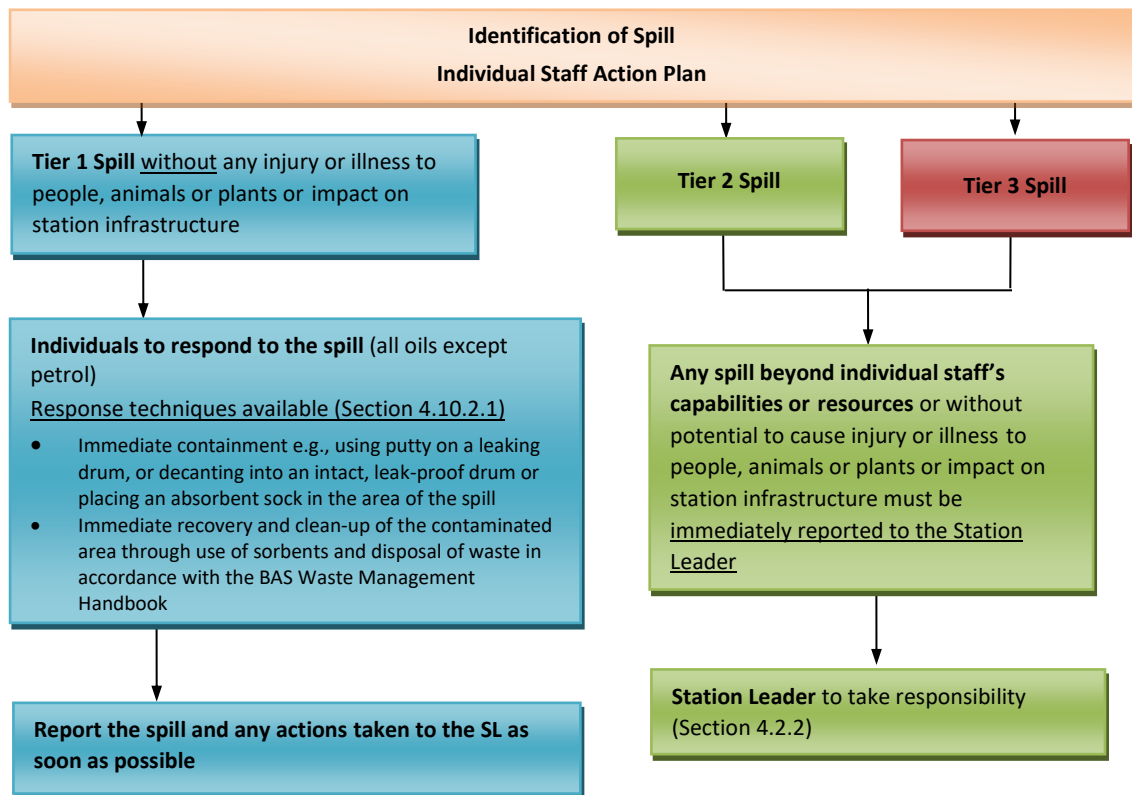 Identification of Spill
Individual Staff Action Plan
Tier 1 Spill without any injury or illness to
people, animals or plants or impact on
station infrastructure
Tier 2 Spill
Tier 3 Spill
Individuals to respond to the spill (all oils except
petrol)
Response techniques available (Section 4.10.2.1)
• Immediate containment e.g., using putty on a leaking
drum, or decanting into an intact, leak-proof drum or
placing an absorbent sock in the area of the spill
• Immediate recovery and clean-up of the contaminated
area through use of sorbents and disposal of waste in
accordance with the BAS Waste Management
Handbook
Any spill beyond individual staff's
capabilities or resources or without
potential to cause injury or illness to
people, animals or plants or impact on
station infrastructure must be
immediately reported to the Station
Leader
Report the spill and any actions taken to the SL as
soon as possible
Station Leader to take responsibility
(Section 4.2.2)